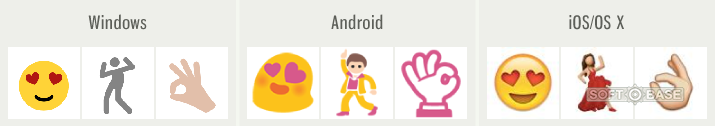 Windows
Android
iOS/OS X
SOFT BASE